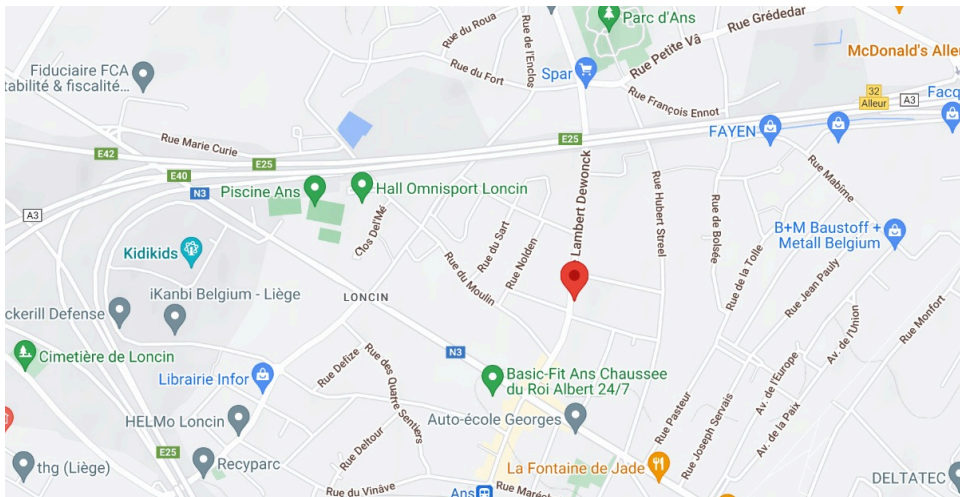 Rue du Roua
Rue de l'Enclos
Parc d'Ans
Rue Grédedar
Rue Petite Vâ
McDonald's Alleu
Fiduciaire FCA
tabilité & fiscalité...
Rue du Fort
Spar
32
Alleur
A3
Facq
Rue François Ennot
FAYEN
Rue Marie Curie
E25
E42
E25
E40
N3
Piscine Ans
Hall Omnisport Loncin
Lambert Dewonck
Rue Hubert Streel
Rue Mabîme
A3
Clos Del'Mé
Rue du Sart
Rue Nolden
Rue de Bolsée
B+M Baustoff +
Metall Belgium
Kidikids
Rue du Moulin
Rue de la Tolle
Rue Jean Pauly
iKanbi Belgium - Liège
LONCIN
ckerill Defense
Av. de l'Union
Rue Monfort
Cimetière de Loncin
N3
Librairie Infor
Rue Defize
Rue des Quatre Sentiers
Basic-Fit Ans Chaussee
du Roi Albert 24/7
Av. de l'Europe
HELMo Loncin
Auto-école Georges
Rue Pasteur
Rue Joseph Servais
Av. de la Paix
E25
Rue Deltour
thg (Liège)
Recyparc
La Fontaine de Jade
DELTATEC
Rue du Vinâve
Ans
Rue Maréch